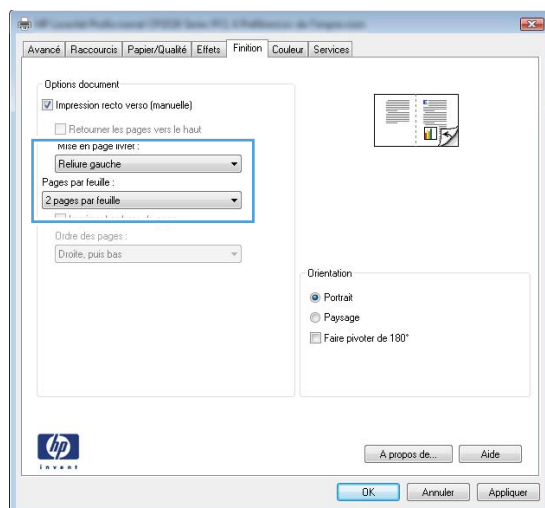 Avancé Raccourcis Papier/Qualité Effets Finition Couleur Services
Options document
Impression recto verso (manuelle)
Retourner les pages vers le haut
Mise en page livret :
Reliure gauche
Pages par feuille :
2 pages par feuille
Ordre des pages :
Droite, puis bas
Orientation
Portrait
Paysage
Faire pivoter de 180°
hp
invent
A propos de... Aide
OK Annuler Appliquer